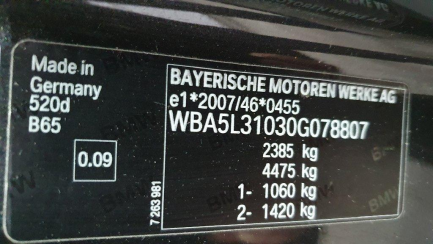 Made in
Germany
520d
B65
0.09
7 263 981
BAYERISCHE MOTOREN WERKE AG
e1*2007/46*0455
WBA5L31030G078807
2385 kg
4475 kg
1- 1060 kg
2- 1420 kg